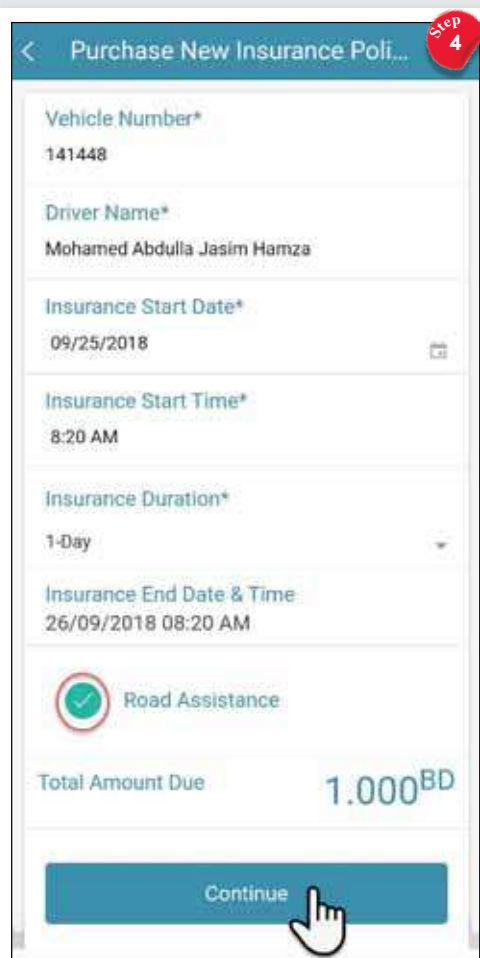 Step
4
Purchase New Insurance Poli...
Vehicle Number*
141448
Driver Name*
Mohamed Abdulla Jasim Hamza
Insurance Start Date*
09/25/2018
Insurance Start Time*
8:20 AM
Insurance Duration*
1-Day
Insurance End Date & Time
26/09/2018 08:20 AM
Road Assistance
Total Amount Due 1.000BD
Continue